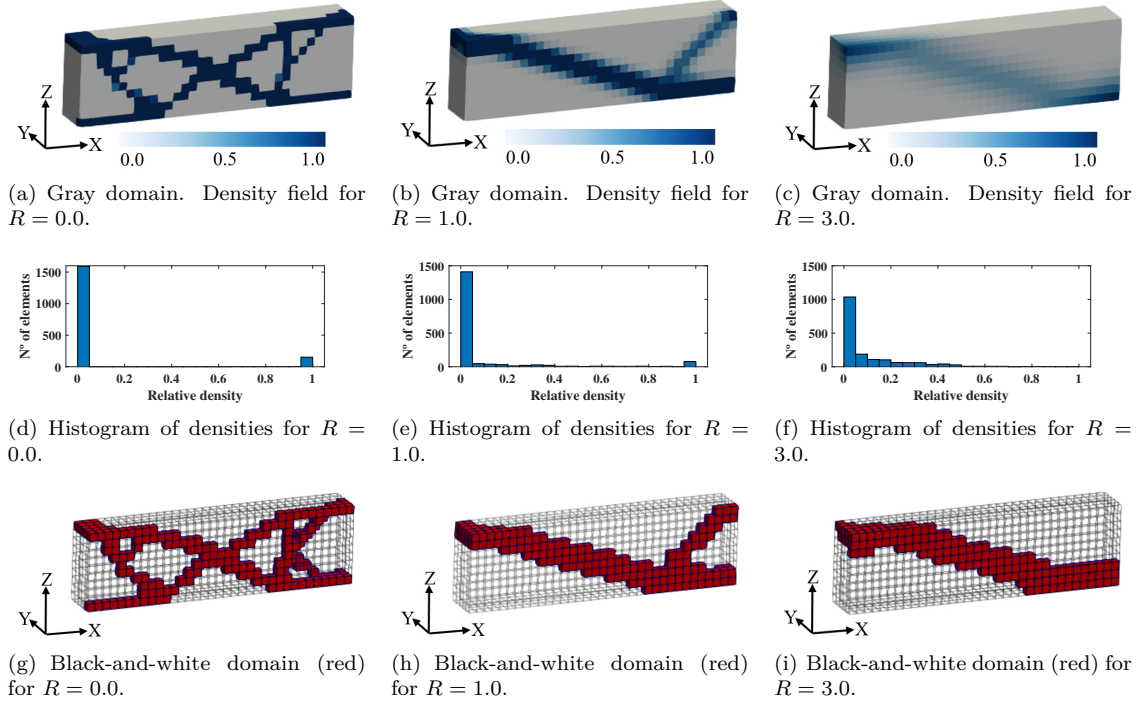 Z
Y
X
0.0 0.5 1.0
Z
Y
X
0.0 0.5 1.0
Z
Y
X
0.0 0.5 1.0
(a) Gray domain. Density field for
R = 0.0.
(b) Gray domain. Density field for
R = 1.0.
(c) Gray domain. Density field for
R = 3.0.
Nº of elements
1500
1000
500
0
0 0.2 0.4 0.6 0.8 1
Relative density
Nº of elements
1500
1000
500
0
0 0.2 0.4 0.6 0.8 1
Relative density
Nº of elements
1500
1000
500
0
0 0.2 0.4 0.6 0.8 1
Relative density
(d) Histogram of densities for R =
0.0.
(e) Histogram of densities for R =
1.0.
(f) Histogram of densities for R =
3.0.
Z
Y
X
Z
Y
X
Z
Y
X
(g) Black-and-white domain (red)
for R = 0.0.
(h) Black-and-white domain (red)
for R = 1.0.
(i) Black-and-white domain (red) for
R = 3.0.